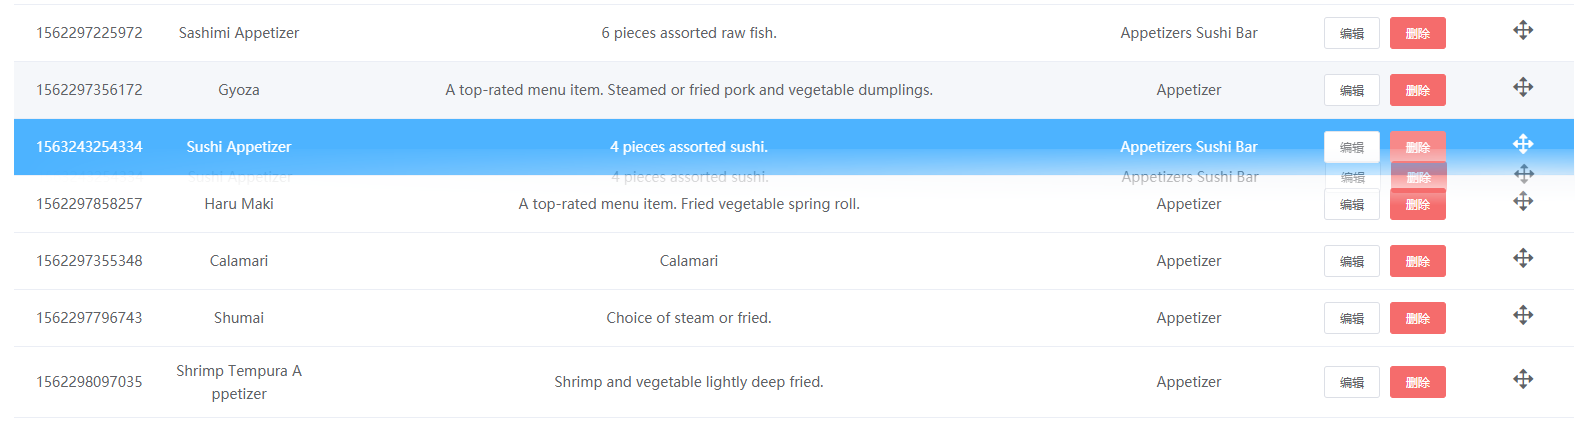 1562297225972 Sashimi Appetizer 6 pieces assorted raw fish. Appetizers Sushi Bar 编辑 删除
1562297356172 Gyoza A top-rated menu item. Steamed or fried pork and vegetable dumplings. Appetizer 编辑 删除
1563243254334 Sushi Appetizer 4 pieces assorted sushi. Appetizers Sushi Bar 编辑 删除
Sushi Appetizer 4 pieces assorted sushi. Appetizers Sushi Bar 编辑 删除
1562297858257 Haru Maki A top-rated menu item. Fried vegetable spring roll. Appetizer 编辑 删除
1562297355348 Calamari Calamari Appetizer 编辑 删除
1562297796743 Shumai Choice of steam or fried. Appetizer 编辑 删除
1562298097035 Shrimp Tempura A
ppetizer Shrimp and vegetable lightly deep fried. Appetizer 编辑 删除